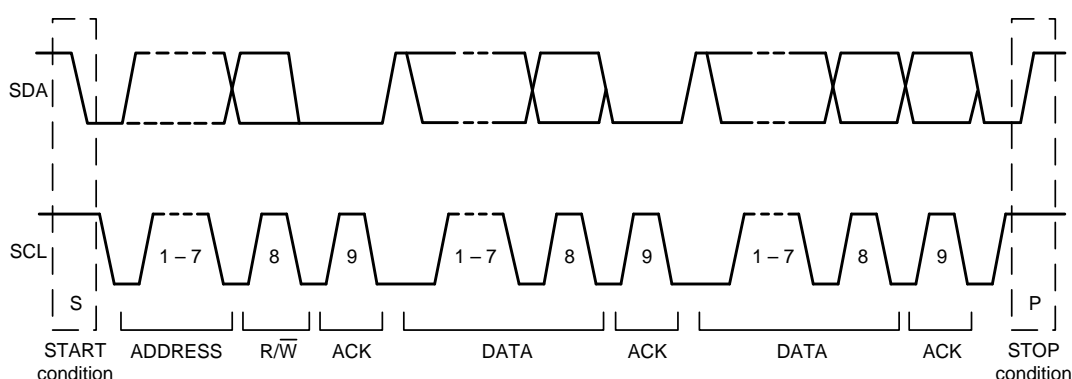 SDA
SCL
1 – 7
8
9
1 – 7
8
9
1 – 7
8
9
S
P
START
condition
ADDRESS
R/W̅
ACK
DATA
ACK
DATA
ACK
STOP
condition